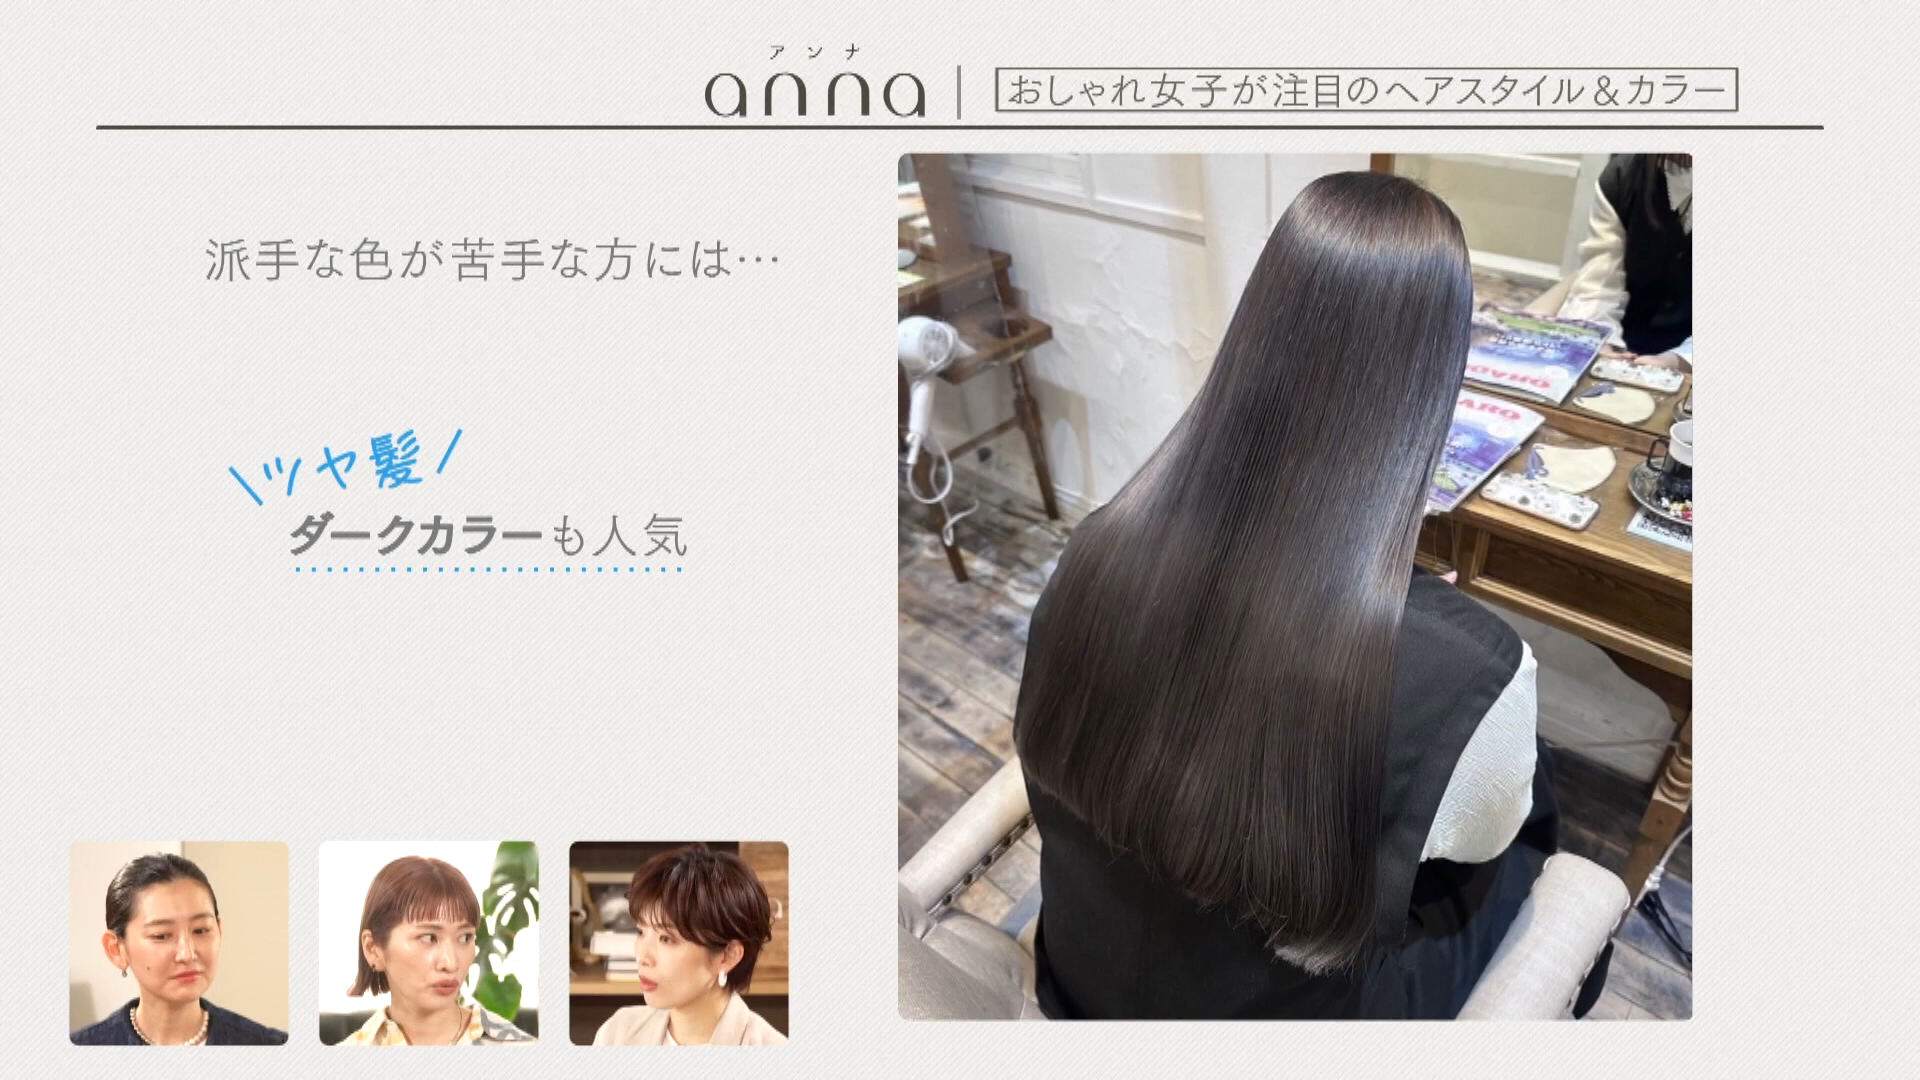 アンナ
anna
おしゃれ女子が注目のヘアスタイル&カラー
派手な色が苦手な方には…
\ツヤ髪/
ダークカラーも人気